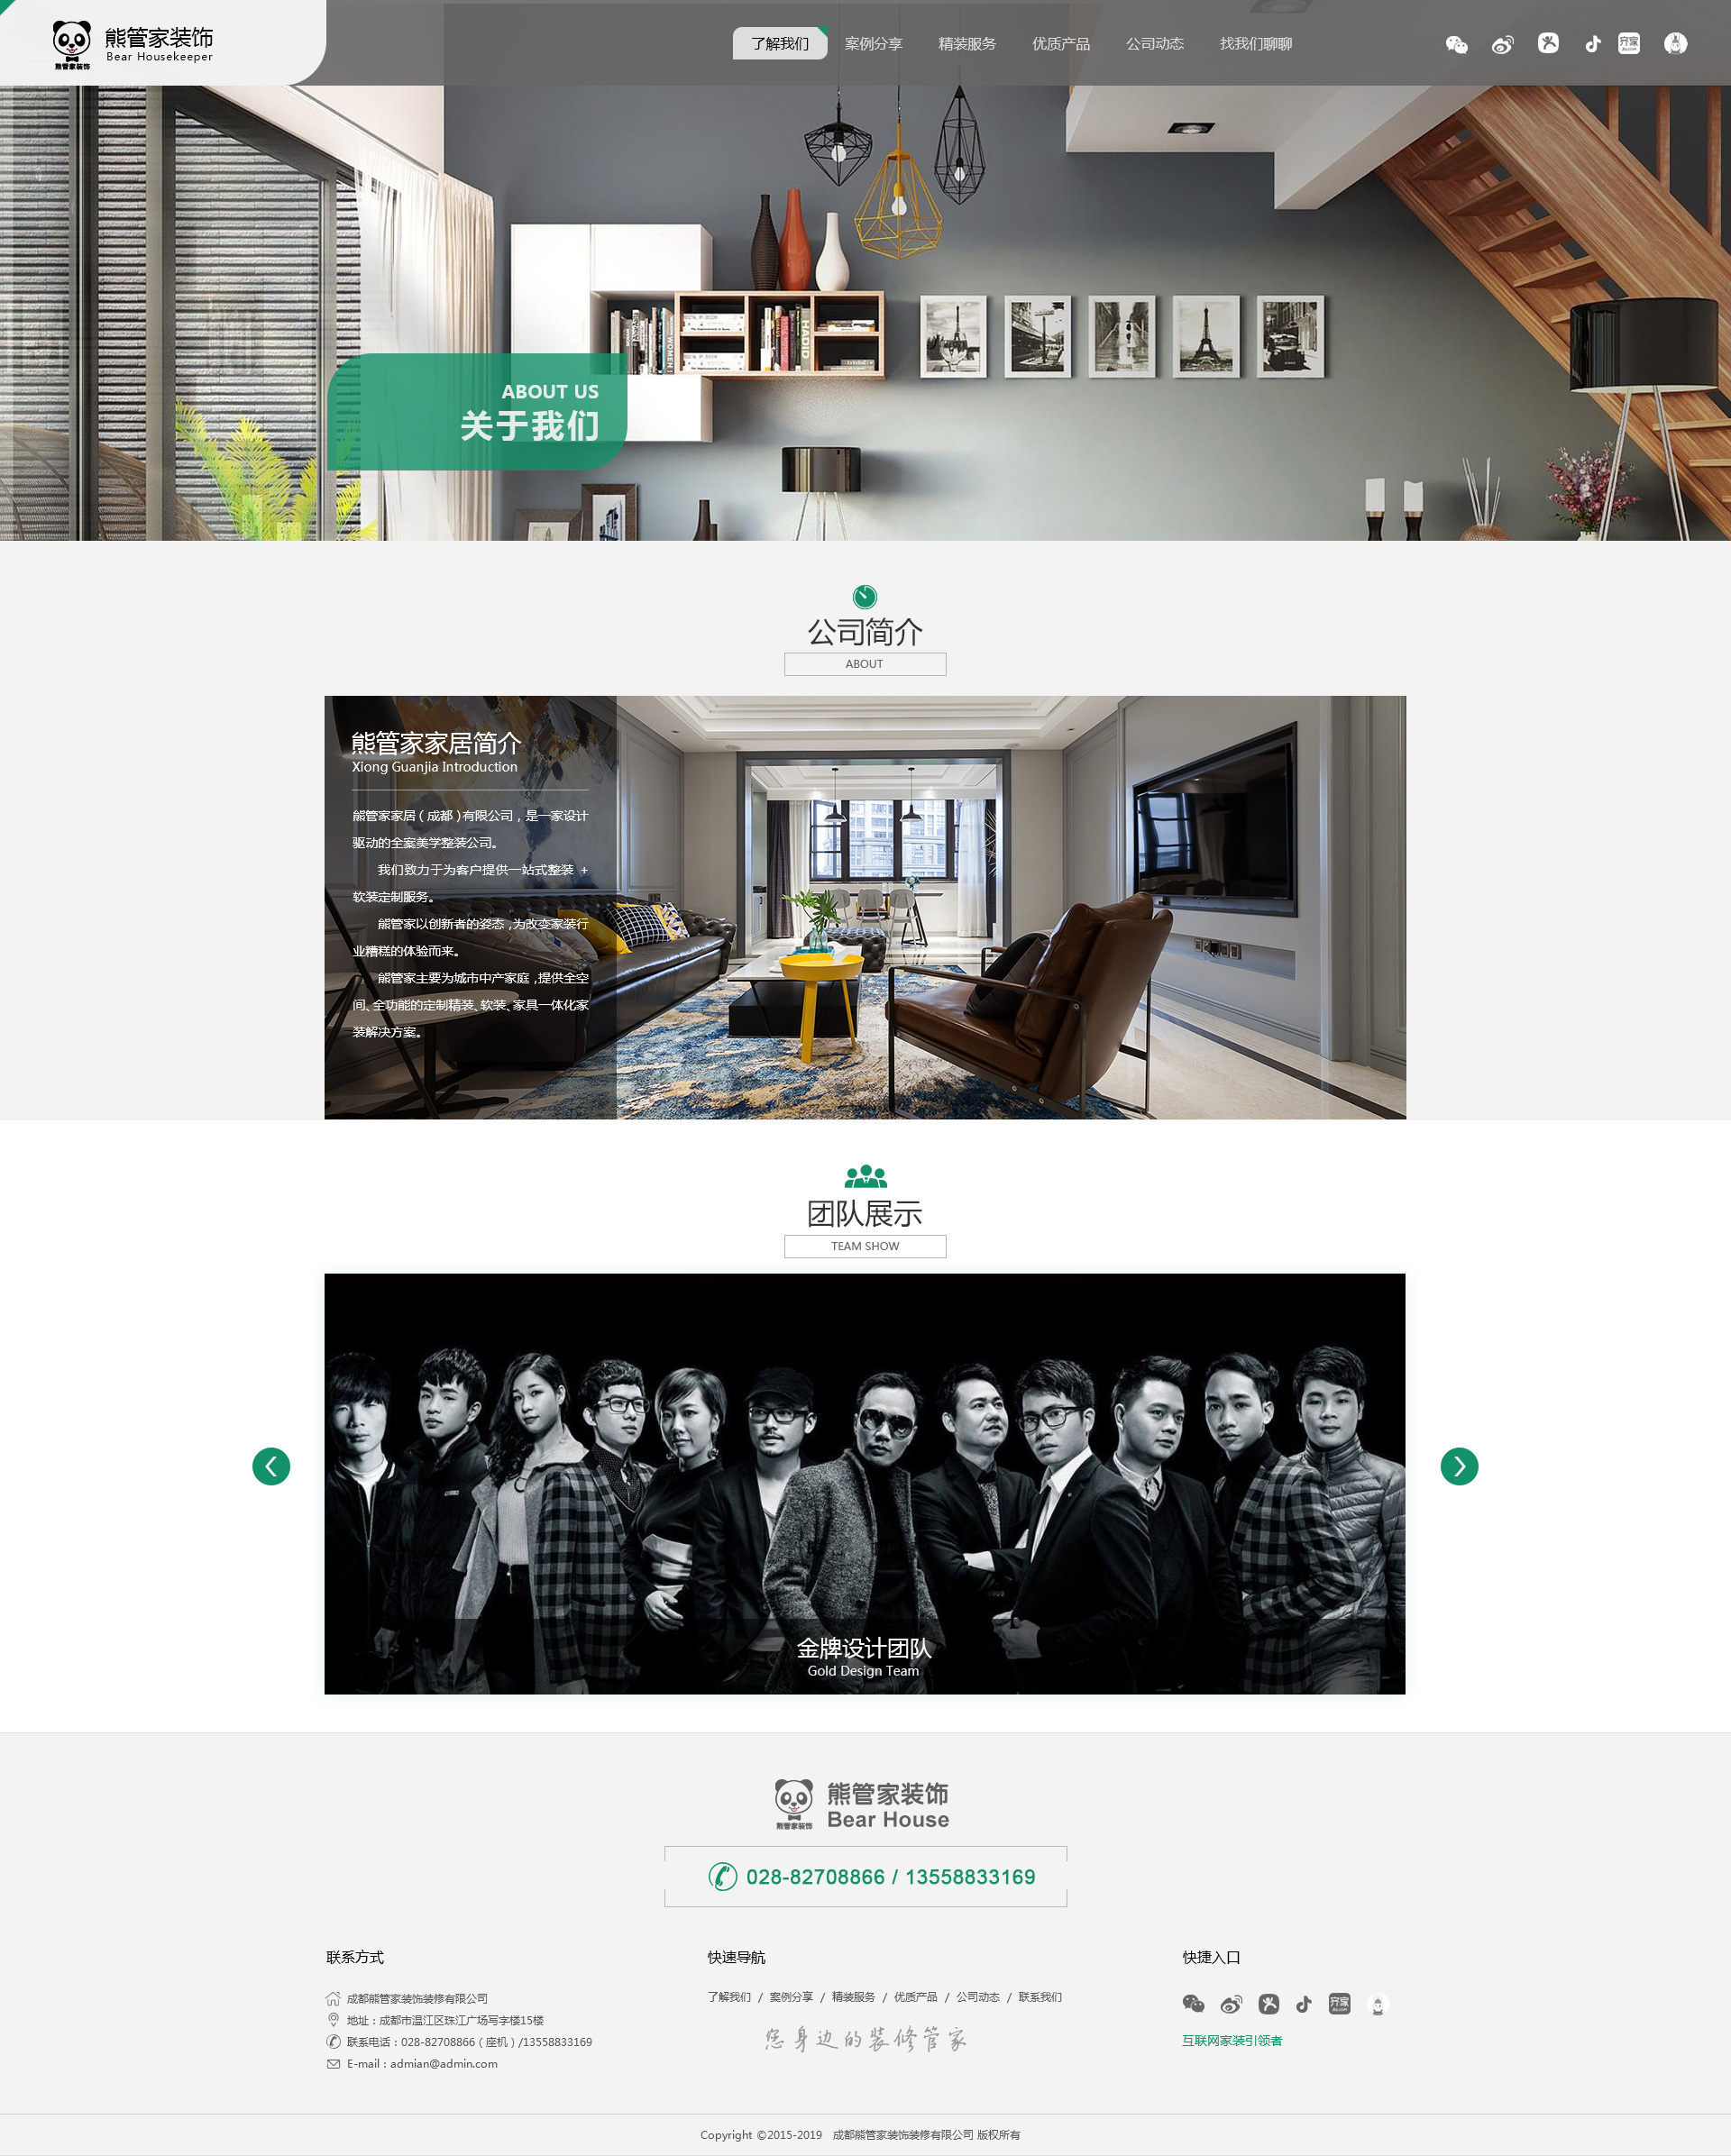 熊管家装饰
Bear Housekeeper
熊管家装饰
了解我们
案例分享
精装服务
优质产品
公司动态
找我们聊聊
ABOUT US
关于我们
公司简介
ABOUT
熊管家家居简介
Xiong Guanjia Introduction
熊管家家居(成都)有限公司,是一家设计
驱动的全案美学整装公司。
我们致力于为客户提供一站式整装 +
软装定制服务。
熊管家以创新者的姿态,为改变家装行
业糟糕的体验而来。
熊管家主要为城市中产家庭,提供全空
间、全功能的定制精装、软装、家具一体化家
装解决方案。
团队展示
TEAM SHOW
金牌设计团队
Gold Design Team
熊管家装饰
Bear House
熊管家装饰
028-82708866 / 13558833169
联系方式
成都熊管家装饰装修有限公司
地址:成都市温江区珠江广场写字楼15楼
联系电话:028-82708866(座机)/13558833169
E-mail:admian@admin.com
快速导航
了解我们 / 案例分享 / 精装服务 / 优质产品 / 公司动态 / 联系我们
您身边的装修管家
快捷入口
互联网家装引领者
Copyright ©2015-2019 成都熊管家装饰装修有限公司 版权所有